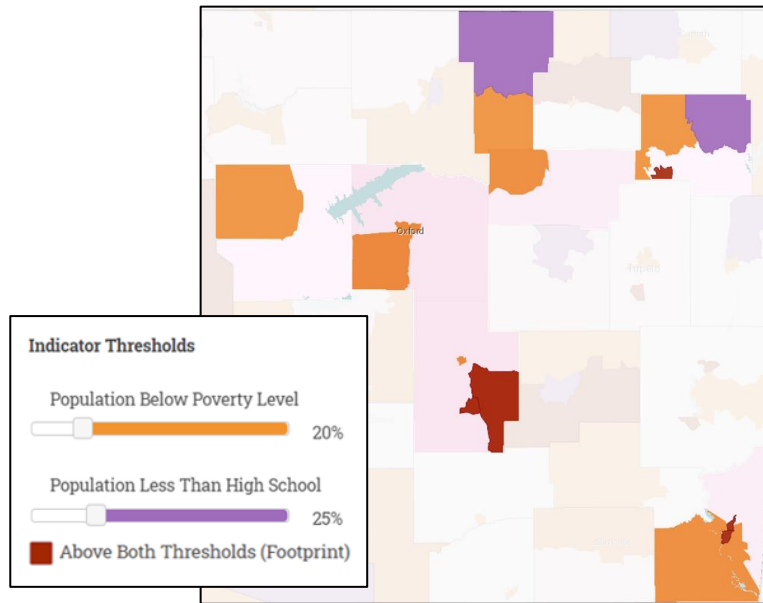 Oxford
Indicator Thresholds
Population Below Poverty Level
20%
Population Less Than High School
25%
Above Both Thresholds (Footprint)